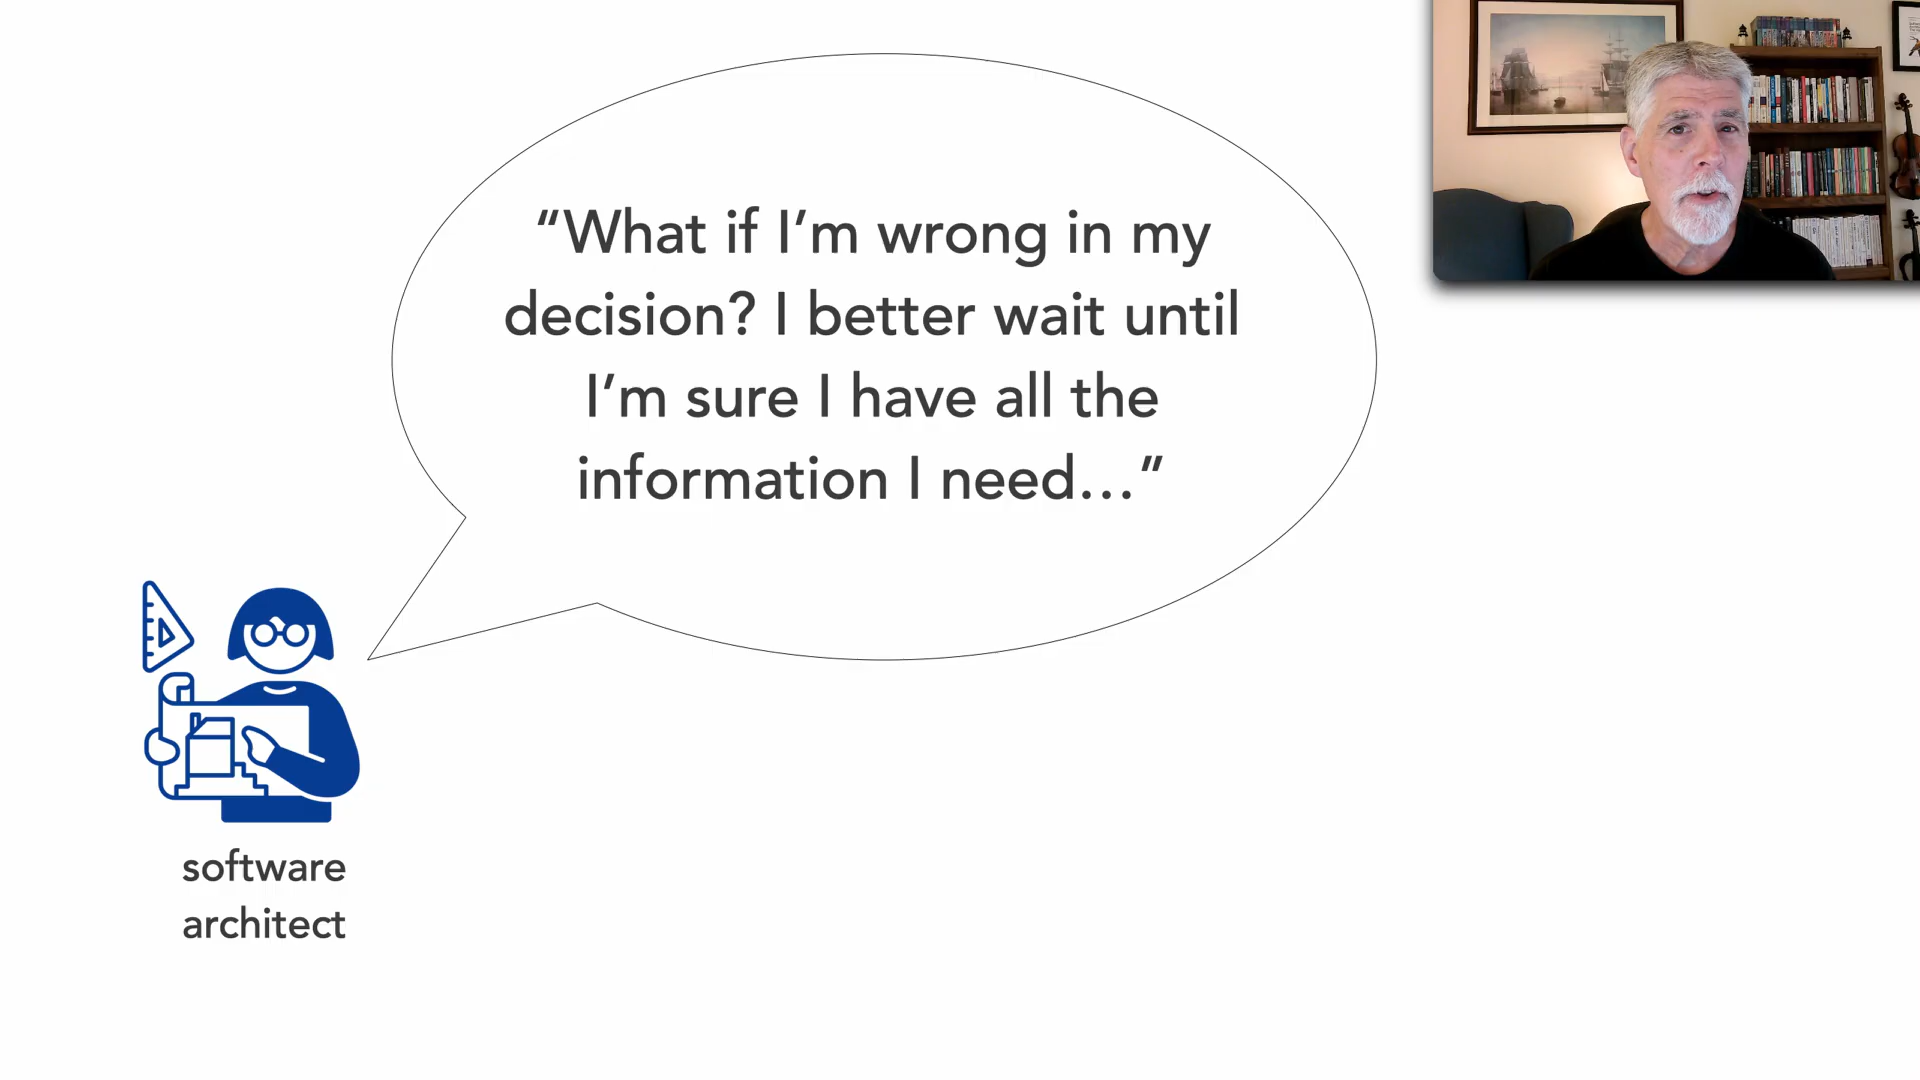 “What if I’m wrong in my
decision? I better wait until
I’m sure I have all the
information I need...”
software
architect